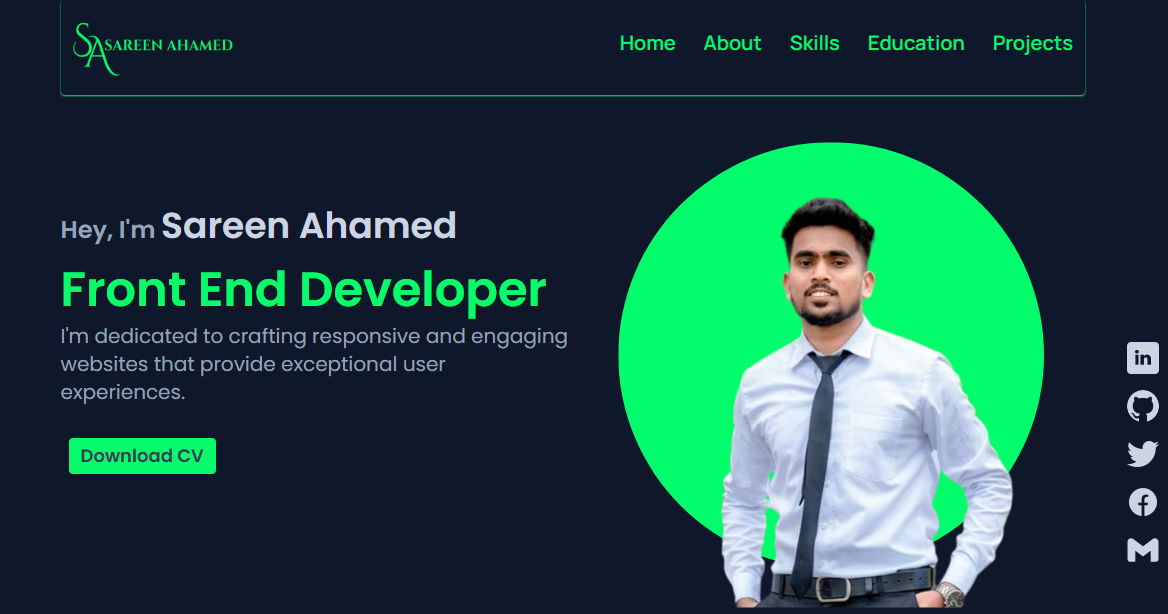 SA SAREEN AHAMED
Home About Skills Education Projects
Hey, I'm Sareen Ahamed
Front End Developer
I'm dedicated to crafting responsive and engaging
websites that provide exceptional user
experiences.
Download CV
in